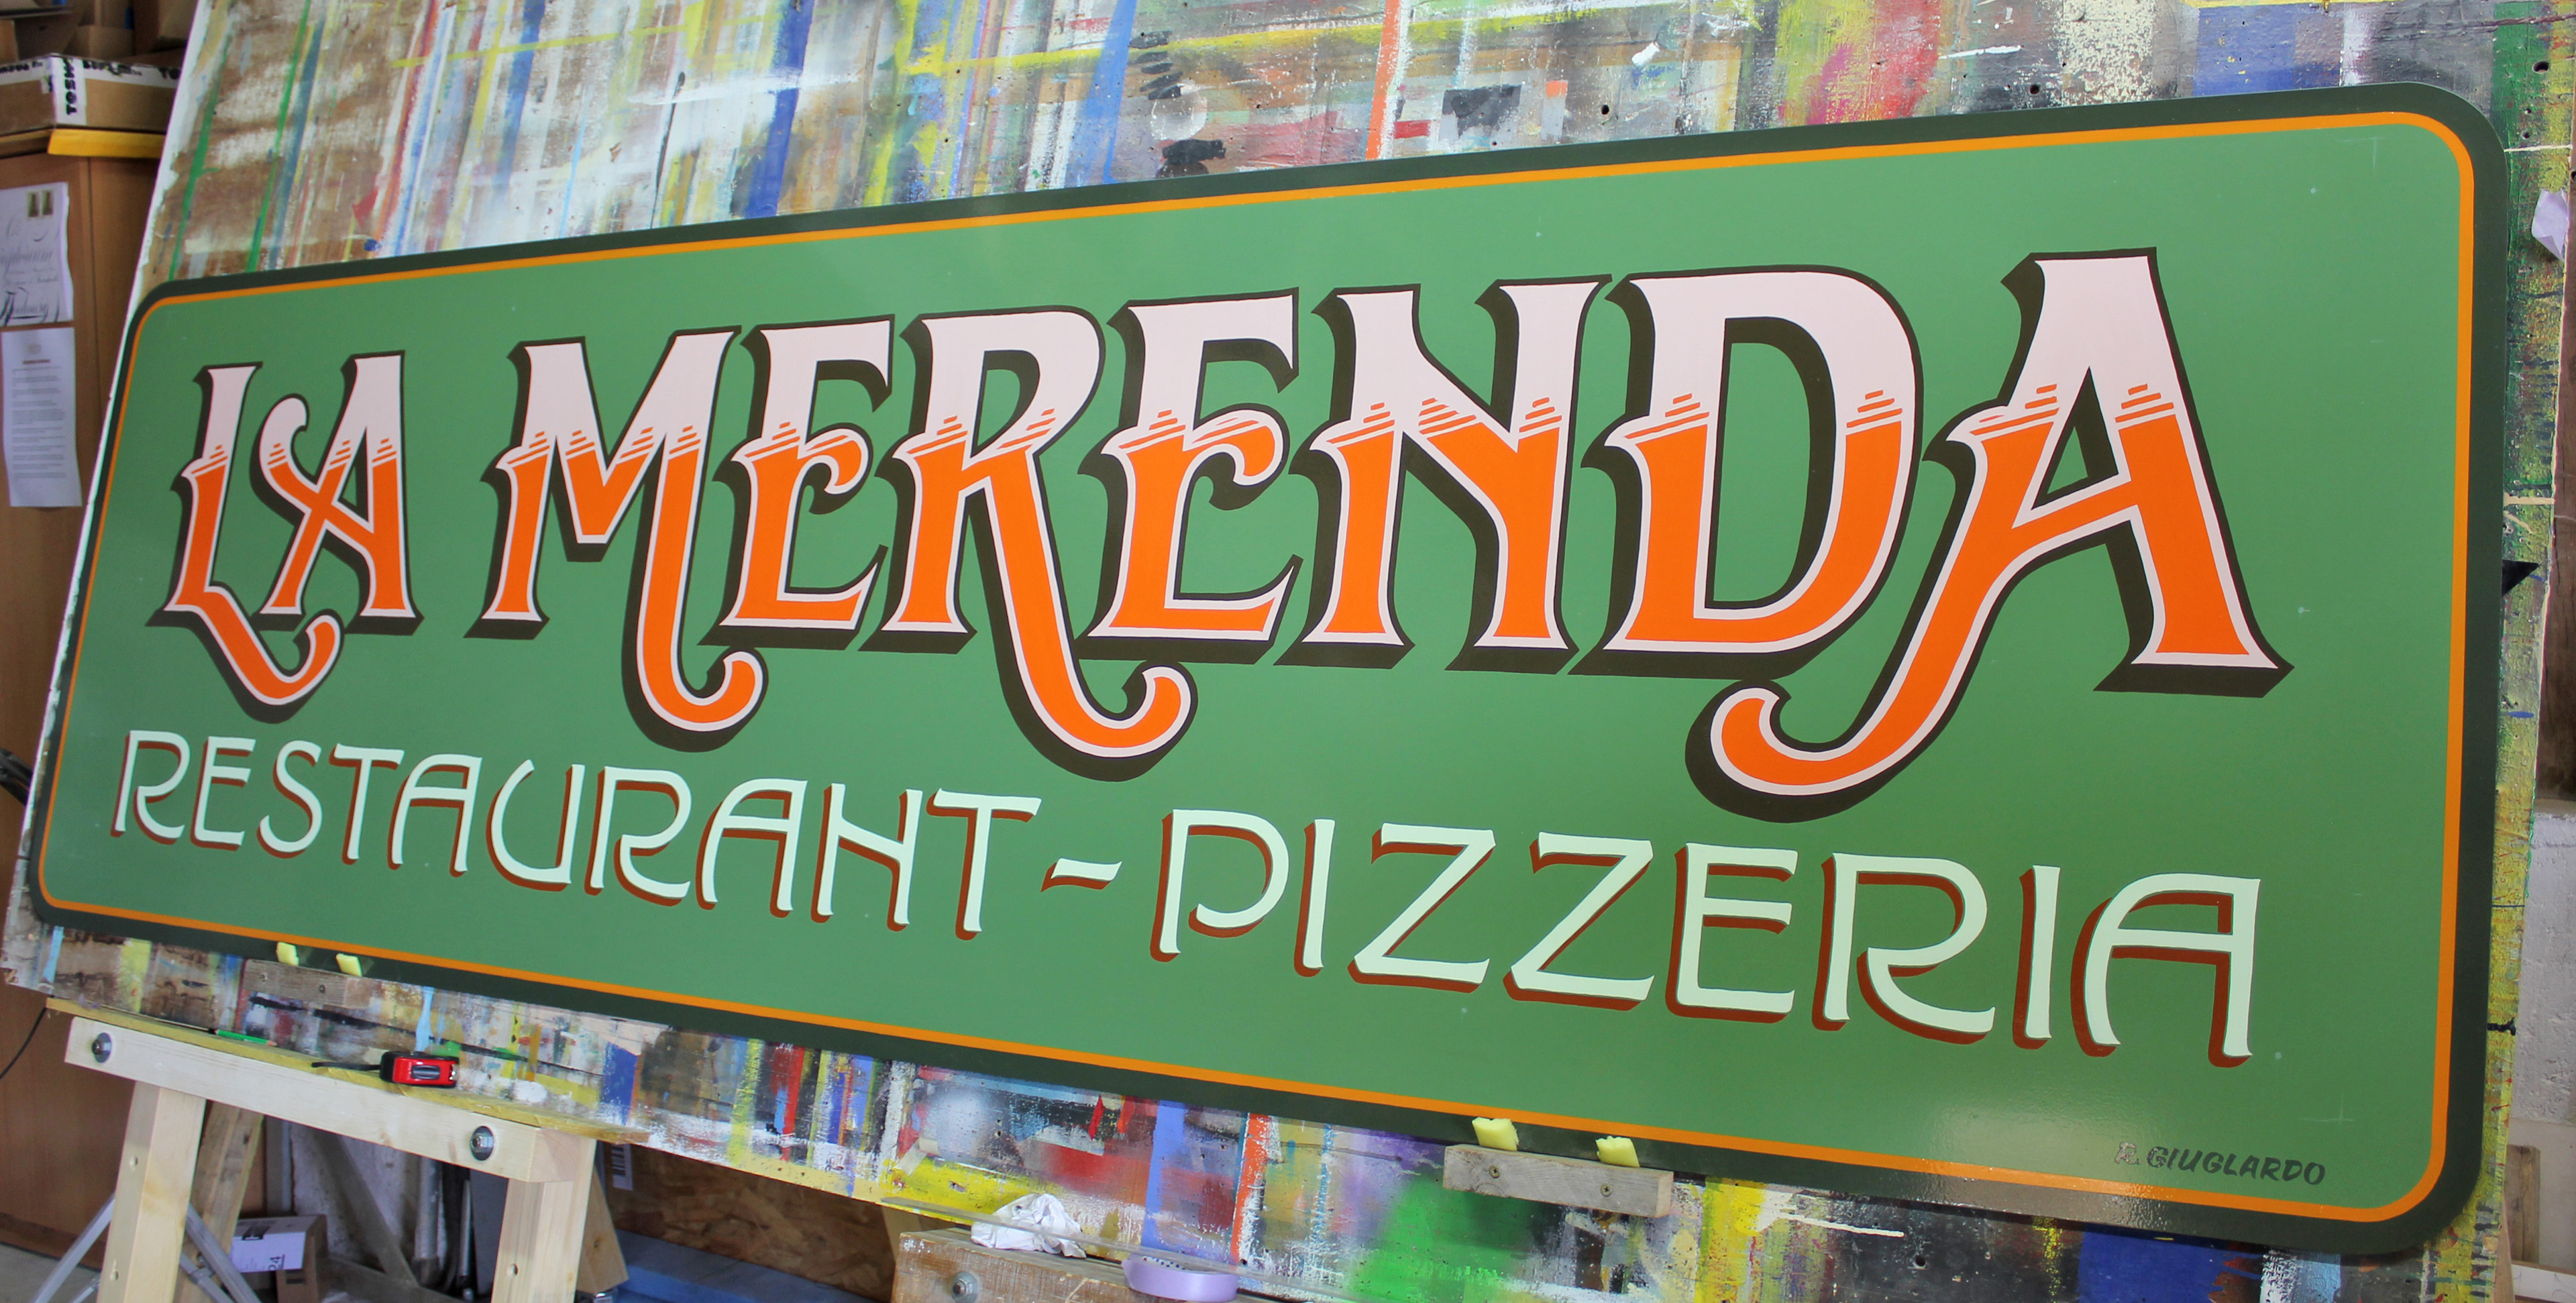 LA MERENDA
RESTAURANT - PIZZERIA
R. GIUGLARDO